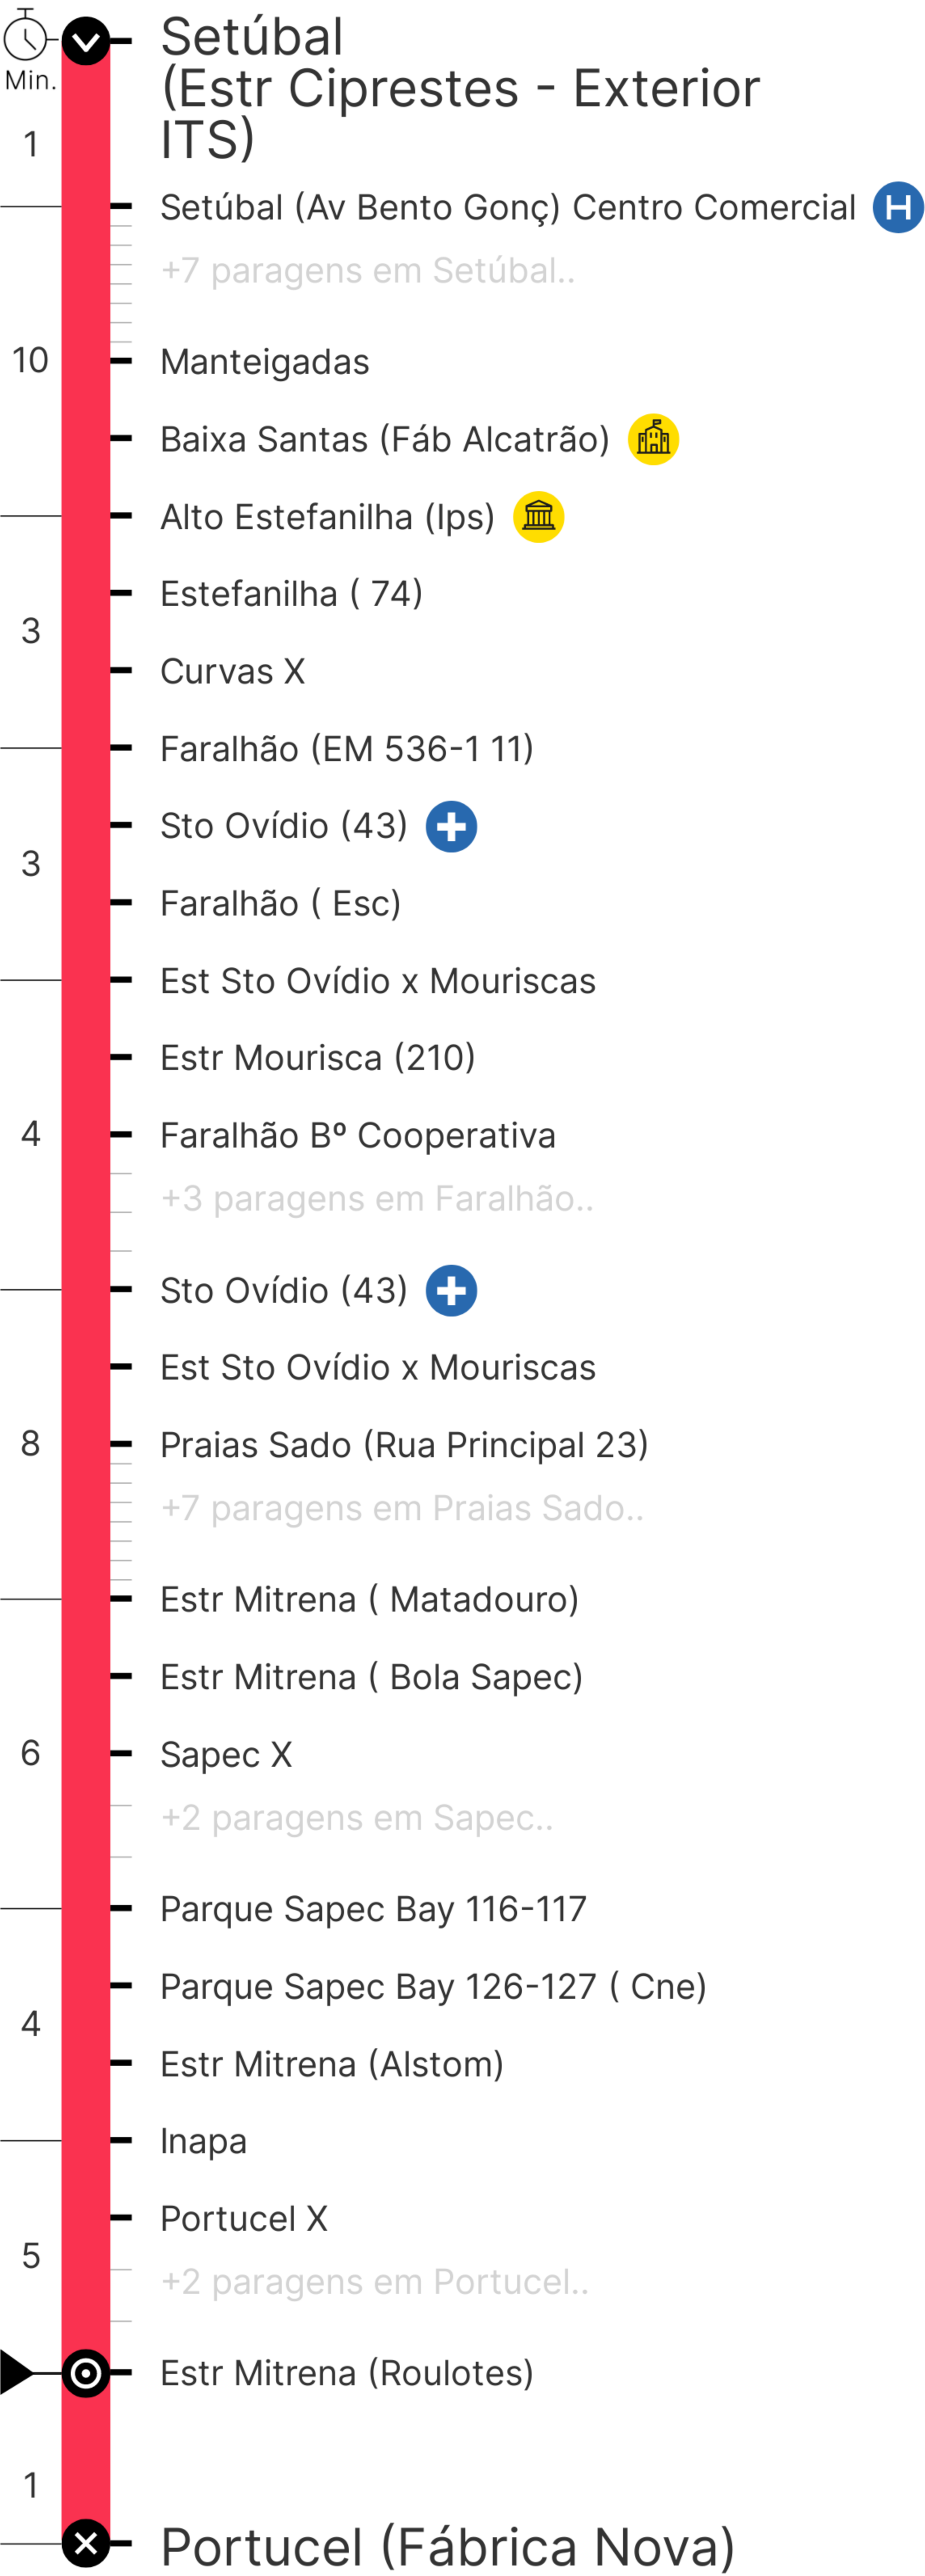 Setúbal
(Estr Ciprestes - Exterior
ITS)
Min.
1
Setúbal (Av Bento Gonç) Centro Comercial H
+7 paragens em Setúbal..
10
Manteigadas
Baixa Santas (Fáb Alcatrão)
Alto Estefanilha (Ips)
Estefanilha ( 74)
3
Curvas X
Faralhão (EM 536-1 11)
Sto Ovídio (43)
3
Faralhão ( Esc)
Est Sto Ovídio x Mouriscas
Estr Mourisca (210)
4
Faralhão Bº Cooperativa
+3 paragens em Faralhão..
Sto Ovídio (43)
Est Sto Ovídio x Mouriscas
8
Praias Sado (Rua Principal 23)
+7 paragens em Praias Sado..
Estr Mitrena ( Matadouro)
Estr Mitrena ( Bola Sapec)
6
Sapec X
+2 paragens em Sapec..
Parque Sapec Bay 116-117
Parque Sapec Bay 126-127 ( Cne)
4
Estr Mitrena (Alstom)
Inapa
Portucel X
5
+2 paragens em Portucel..
Estr Mitrena (Roulotes)
1
Portucel (Fábrica Nova)